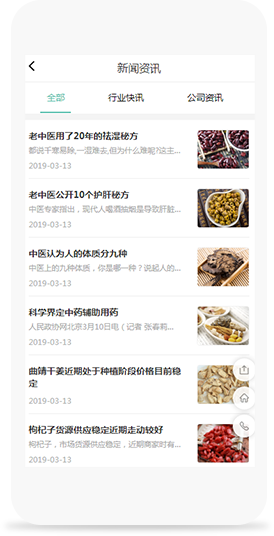 新闻资讯
全部 行业快讯 公司资讯
老中医用了20年的祛湿秘方
都说千寒易除,一湿难去,但为什么难呢?这主...
2019-03-13
老中医公开10个护肝秘方
中医专家指出，现代人喝酒抽烟是导致肝脏...
2019-03-13
中医认为人的体质分九种
中医上的九种体质，你是哪一种？说起人的...
2019-03-13
科学界定中药辅助用药
人民政协网北京3月10日电（记者 张春莉...
2019-03-13
曲靖干姜近期处于种植阶段价格目前稳
定
2019-03-13
枸杞子货源供应稳定近期走动较好
枸杞子，市场货源供应稳定，近期商家时有...
2019-03-13